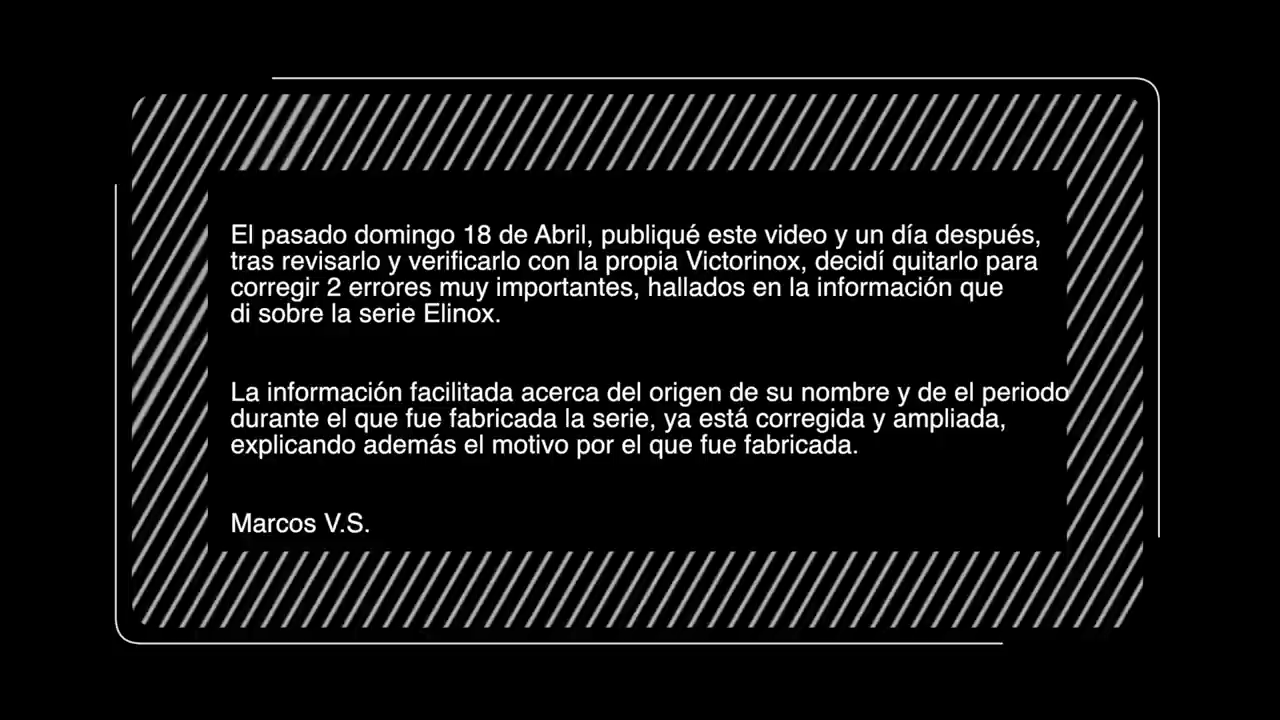 El pasado domingo 18 de Abril, publiqué este video y un día después,
tras revisarlo y verificarlo con la propia Victorinox, decidí quitarlo para
corregir 2 errores muy importantes, hallados en la información que
di sobre la serie Elinox.
La información facilitada acerca del origen de su nombre y de el periodo
durante el que fue fabricada la serie, ya está corregida y ampliada,
explicando además el motivo por el que fue fabricada.
Marcos V.S.